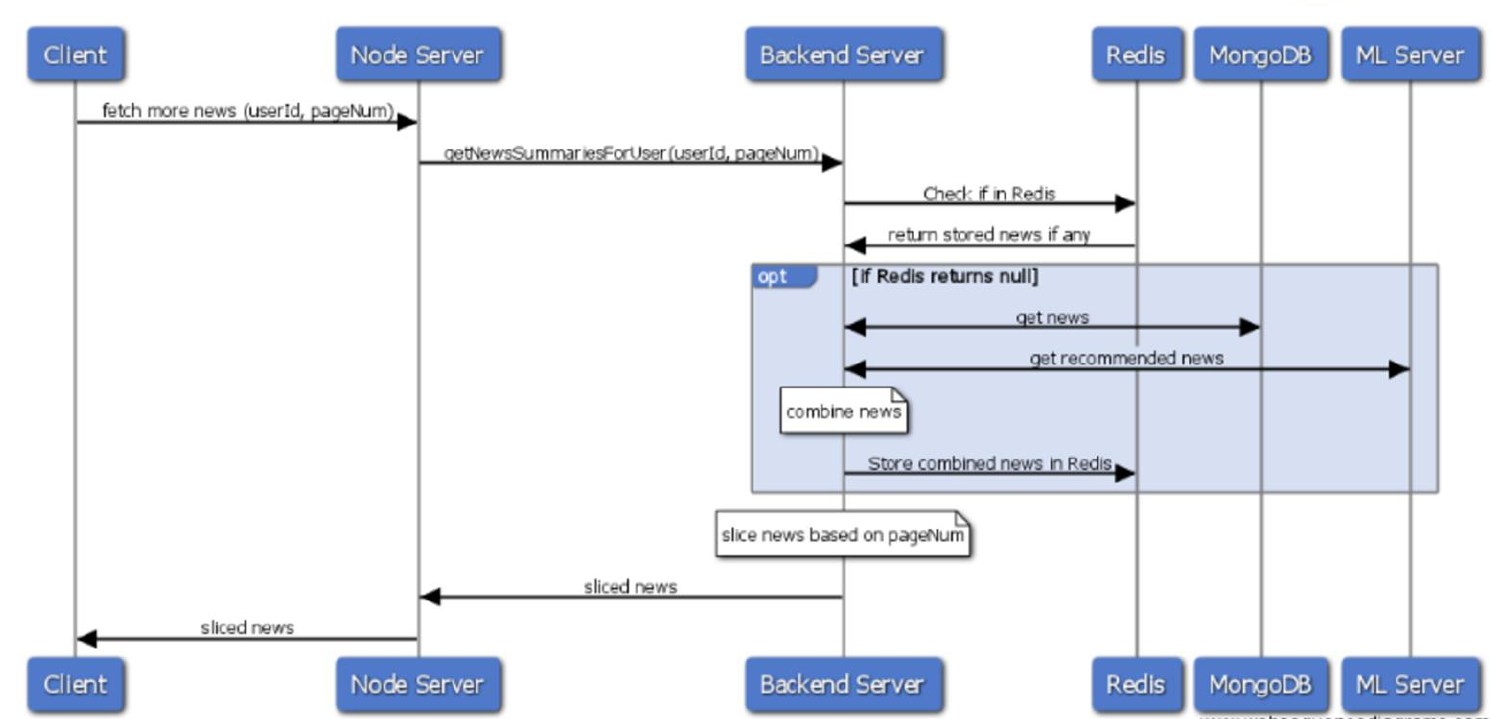 Client
Node Server
Backend Server
Redis
MongoDB
ML Server
fetch more news (userId, pageNum)
getNewsSummariesForUser(userId, pageNum)
Check if in Redis
return stored news if any
opt
[if Redis returns null]
get news
get recommended news
combine news
Store combined news in Redis
slice news based on pageNum
sliced news
sliced news
Client
Node Server
Backend Server
Redis
MongoDB
ML Server